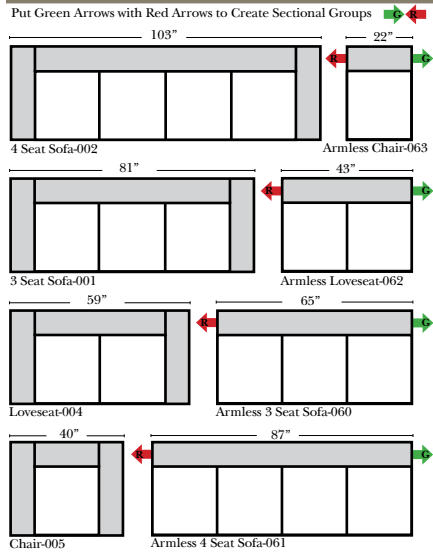 Put Green Arrows with Red Arrows to Create Sectional Groups G R
103” 22”
R G
4 Seat Sofa-002 Armless Chair-063
81” 43”
R G
3 Seat Sofa-001 Armless Loveseat-062
59” 65”
R G
Loveseat-004 Armless 3 Seat Sofa-060
40” 87”
R G
Chair-005 Armless 4 Seat Sofa-061